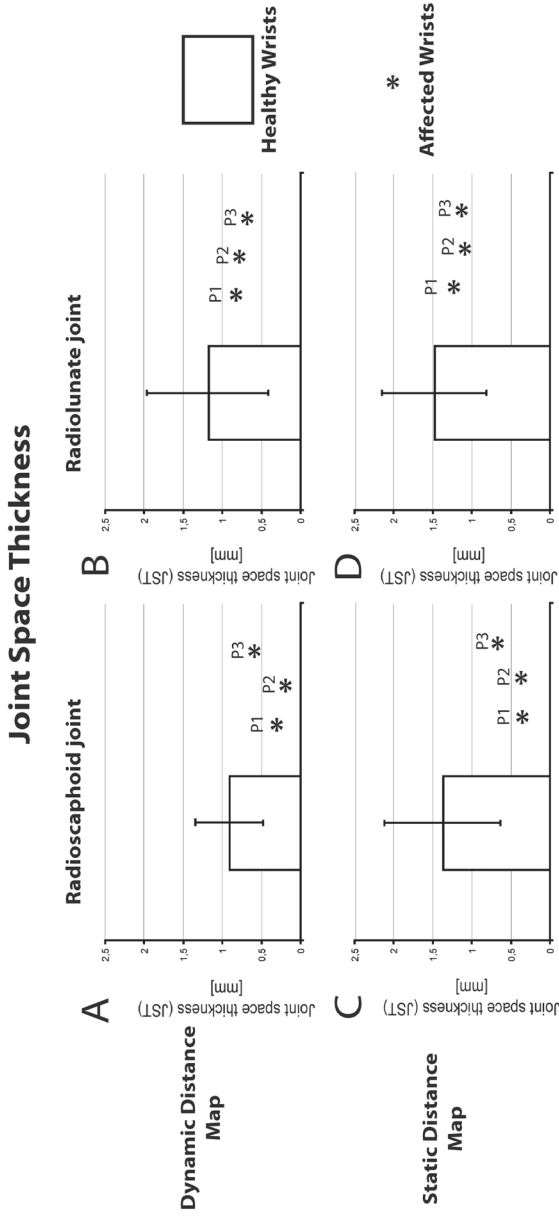 Joint Space Thickness
Radioscaphoid joint
Radiolunate joint
Dynamic Distance
Map
A
Joint space thickness (JST)
[mm]
2.5
2
1.5
1
0.5
0
P1
P2
P3
B
Joint space thickness (JST)
[mm]
2.5
2
1.5
1
0.5
0
P1
P2
P3
Healthy Wrists
Static Distance
Map
C
Joint space thickness (JST)
[mm]
2.5
2
1.5
1
0.5
0
P1
P2
P3
D
Joint space thickness (JST)
[mm]
2.5
2
1.5
1
0.5
0
P1
P2
P3
*
Affected Wrists